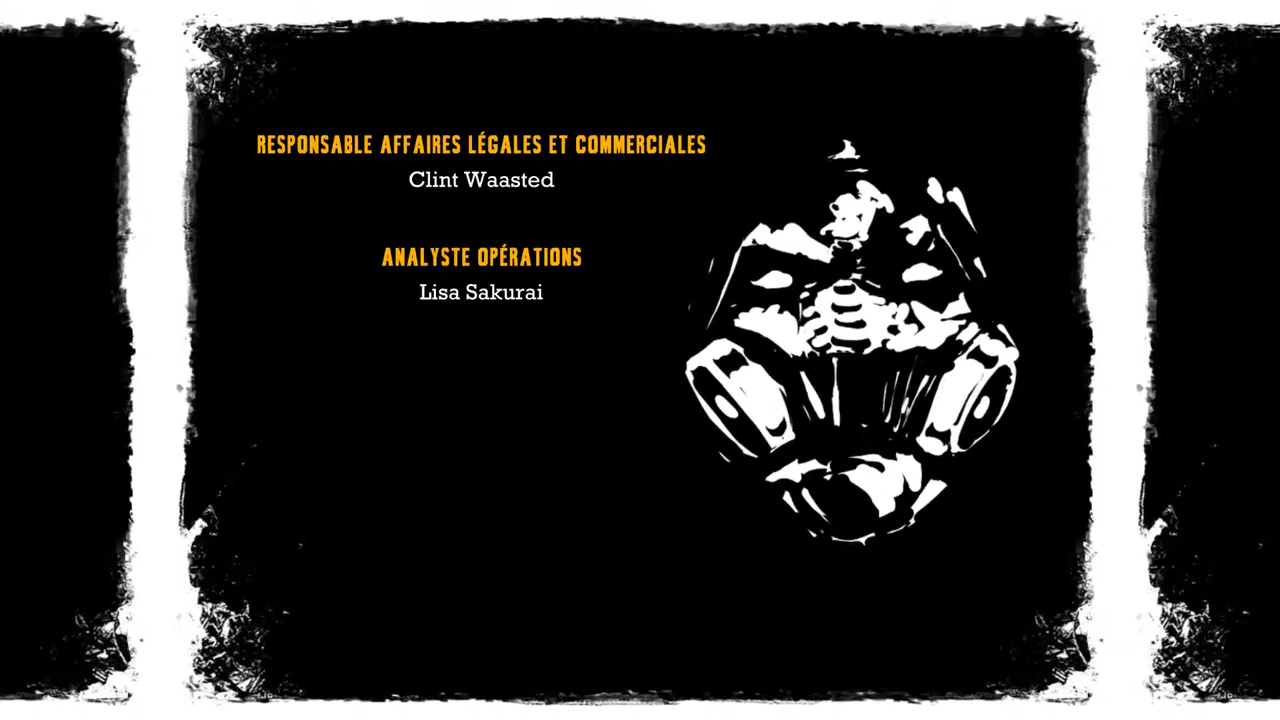 RESPONSABLE AFFAIRES LÉGALES ET COMMERCIALES
Clint Waasted
ANALYSTE OPÉRATIONS
Lisa Sakurai